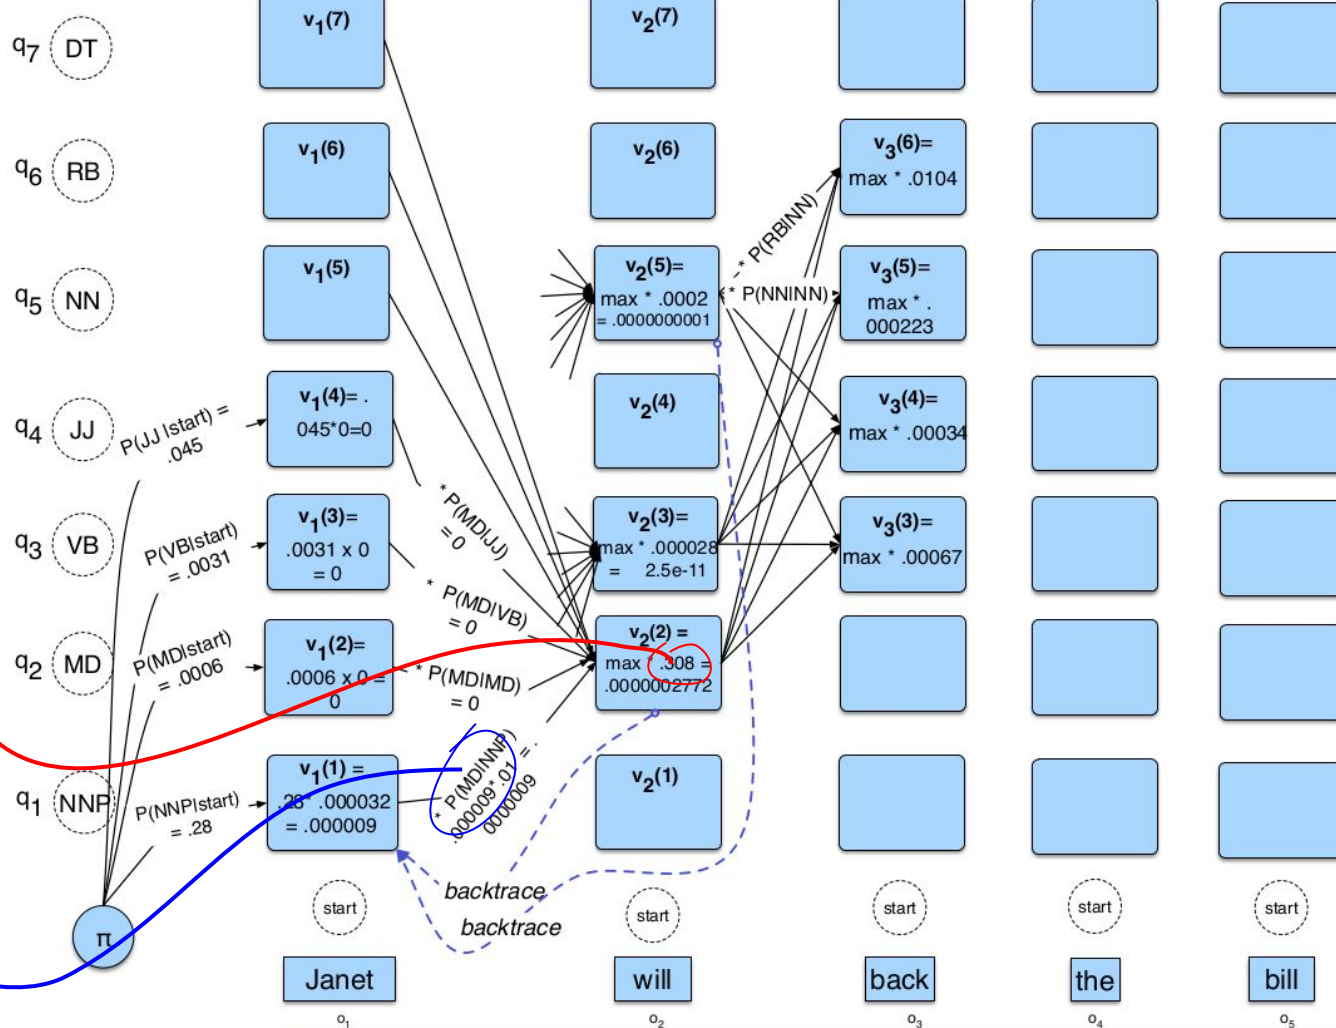 q7 DT
v1(7)
v2(7)
q6 RB
v1(6)
v2(6)
v3(6)=
max * .0104
* P(RB|NN)
q5 NN
v1(5)
v2(5)=
max * .0002
= .0000000001
* P(NN|NN)
v3(5)=
max * .
000223
q4 JJ
P(JJ |start) =
.045
v1(4)= .
045*0=0
* P(MD|JJ)
= 0
v2(4)
v3(4)=
max * .00034
q3 VB
P(VB|start)
= .0031
v1(3)=
.0031 x 0
= 0
* P(MD|VB)
= 0
v2(3)=
max * .000028
= 2.5e-11
v3(3)=
max * .00067
q2 MD
P(MD|start)
= .0006
v1(2)=
.0006 x 0 =
0
* P(MD|MD)
= 0
v2(2) =
max * .308 =
.0000002772
q1 NNP
P(NNP|start)
= .28
v1(1) =
.28* .000032
= .000009
* P(MD|NNP)
.000009*.01 = .
0000009
v2(1)
backtrace
backtrace
π
start
start
start
start
start
Janet
will
back
the
bill
o1
o2
o3
o4
o5